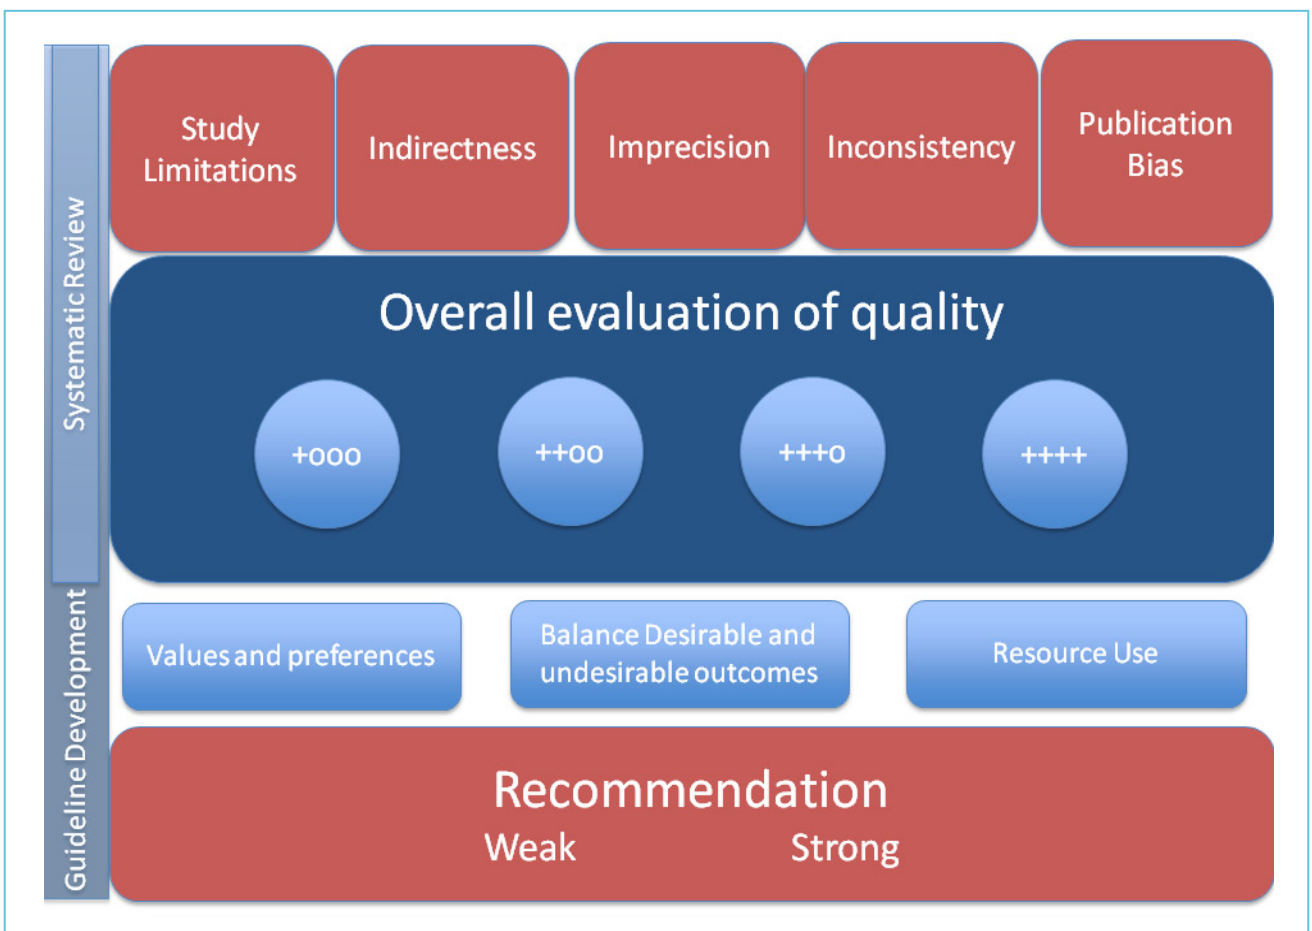 Systematic Review
Study
Limitations
Indirectness
Imprecision
Inconsistency
Publication
Bias
Overall evaluation of quality
+ooo
++oo
+++o
++++
Guideline Development
Values and preferences
Balance Desirable and
undesirable outcomes
Resource Use
Recommendation
Weak
Strong